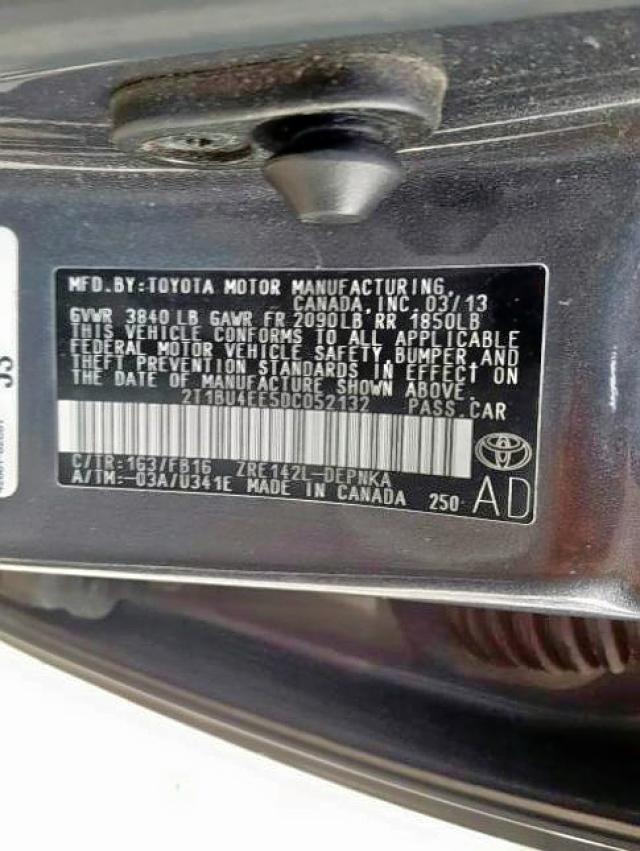 MFD.BY:TOYOTA MOTOR MANUFACTURING,
CANADA, INC. 03/13
GVWR 3840 LB GAWR FR 2090LB RR 1850LB
THIS VEHICLE CONFORMS TO ALL APPLICABLE
FEDERAL MOTOR VEHICLE SAFETY, BUMPER, AND
THEFT PREVENTION STANDARDS IN EFFECT ON
THE DATE OF MANUFACTURE SHOWN ABOVE.
2T1BU4EE5DC052132 PASS.CAR
C/TR:1G3/FB16 ZRE142L-DEPNKA
A/TM:-03A/U341E MADE IN CANADA 250 AD